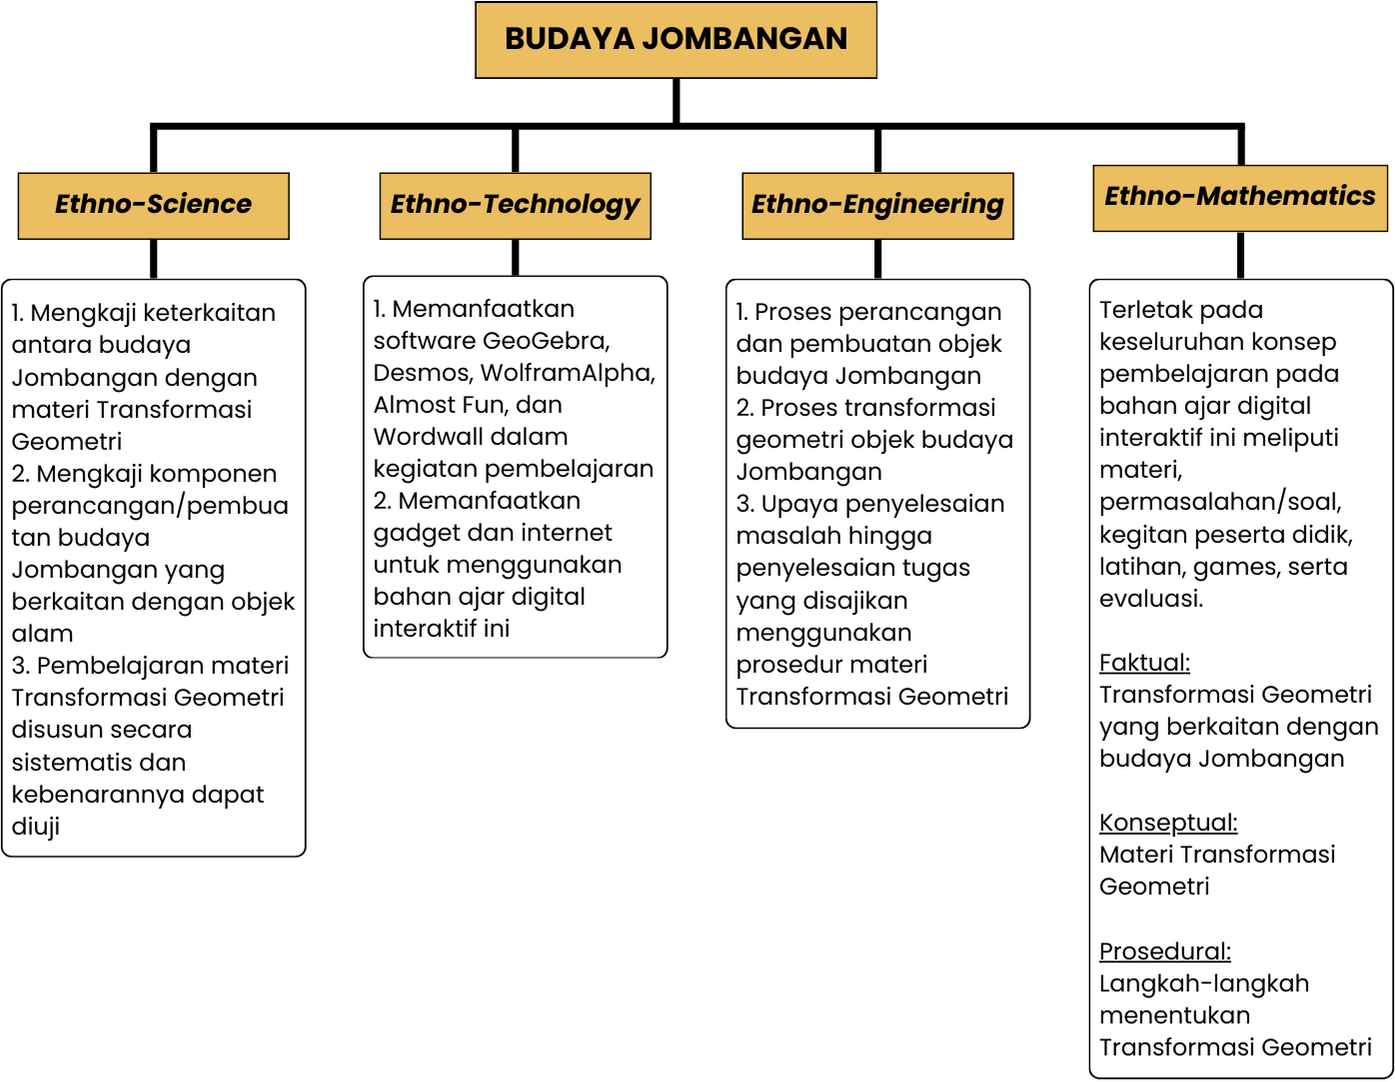 BUDAYA JOMBANGAN
Ethno-Science
1. Mengkaji keterkaitan
antara budaya
Jombangan dengan
materi Transformasi
Geometri
2. Mengkaji komponen
perancangan/pembua
tan budaya
Jombangan yang
berkaitan dengan objek
alam
3. Pembelajaran materi
Transformasi Geometri
disusun secara
sistematis dan
kebenarannya dapat
diuji
Ethno-Technology
1. Memanfaatkan
software GeoGebra,
Desmos, WolframAlpha,
Almost Fun, dan
Wordwall dalam
kegiatan pembelajaran
2. Memanfaatkan
gadget dan internet
untuk menggunakan
bahan ajar digital
interaktif ini
Ethno-Engineering
1. Proses perancangan
dan pembuatan objek
budaya Jombangan
2. Proses transformasi
geometri objek budaya
Jombangan
3. Upaya penyelesaian
masalah hingga
penyelesaian tugas
yang disajikan
menggunakan
prosedur materi
Transformasi Geometri
Ethno-Mathematics
Terletak pada
keseluruhan konsep
pembelajaran pada
bahan ajar digital
interaktif ini meliputi
materi,
permasalahan/soal,
kegitan peserta didik,
latihan, games, serta
evaluasi.
Faktual:
Transformasi Geometri
yang berkaitan dengan
budaya Jombangan
Konseptual:
Materi Transformasi
Geometri
Prosedural:
Langkah-langkah
menentukan
Transformasi Geometri